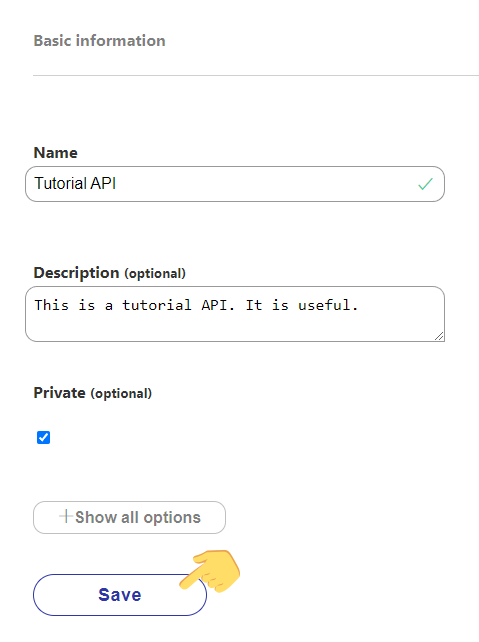 Basic information
Name
Tutorial API
Description (optional)
This is a tutorial API. It is useful.
Private (optional)
Show all options
Save